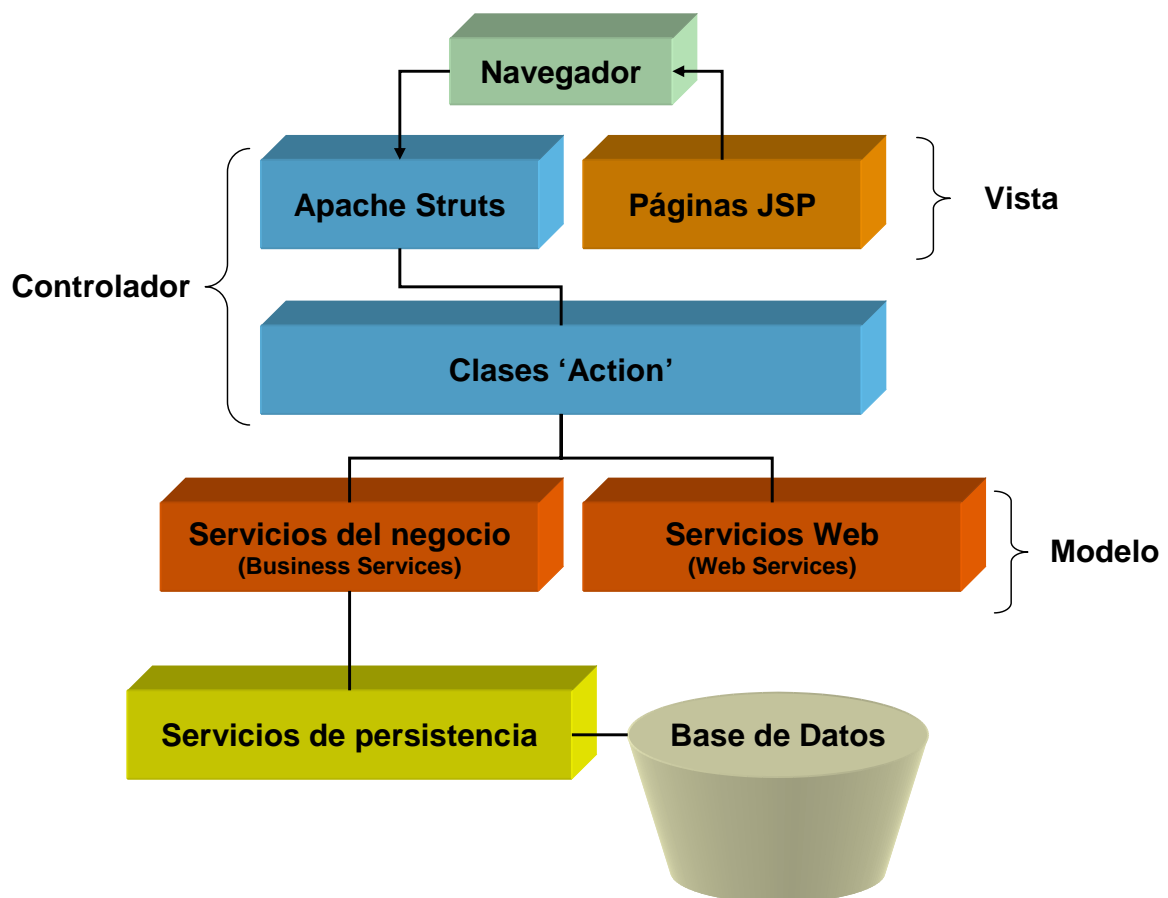 Navegador
Apache Struts
Páginas JSP
Vista
Controlador
Clases ‘Action’
Servicios del negocio
(Business Services)
Servicios Web
(Web Services)
Modelo
Servicios de persistencia
Base de Datos